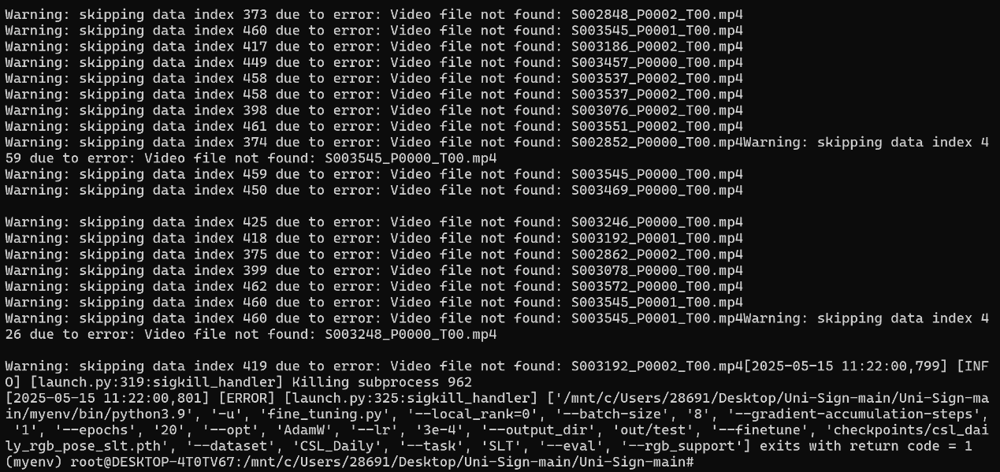 Warning: skipping data index 373 due to error: Video file not found: S002848_P0002_T00.mp4
Warning: skipping data index 460 due to error: Video file not found: S003545_P0001_T00.mp4
Warning: skipping data index 417 due to error: Video file not found: S003186_P0002_T00.mp4
Warning: skipping data index 449 due to error: Video file not found: S003457_P0000_T00.mp4
Warning: skipping data index 458 due to error: Video file not found: S003537_P0002_T00.mp4
Warning: skipping data index 458 due to error: Video file not found: S003537_P0002_T00.mp4
Warning: skipping data index 398 due to error: Video file not found: S003076_P0002_T00.mp4
Warning: skipping data index 461 due to error: Video file not found: S003551_P0002_T00.mp4
Warning: skipping data index 374 due to error: Video file not found: S002852_P0000_T00.mp4Warning: skipping data index 4
59 due to error: Video file not found: S003545_P0000_T00.mp4
Warning: skipping data index 459 due to error: Video file not found: S003545_P0000_T00.mp4
Warning: skipping data index 450 due to error: Video file not found: S003469_P0000_T00.mp4

Warning: skipping data index 425 due to error: Video file not found: S003246_P0000_T00.mp4
Warning: skipping data index 418 due to error: Video file not found: S003192_P0001_T00.mp4
Warning: skipping data index 375 due to error: Video file not found: S002862_P0002_T00.mp4
Warning: skipping data index 399 due to error: Video file not found: S003078_P0000_T00.mp4
Warning: skipping data index 462 due to error: Video file not found: S003572_P0000_T00.mp4
Warning: skipping data index 460 due to error: Video file not found: S003545_P0001_T00.mp4
Warning: skipping data index 460 due to error: Video file not found: S003545_P0001_T00.mp4Warning: skipping data index 4
26 due to error: Video file not found: S003248_P0000_T00.mp4

Warning: skipping data index 419 due to error: Video file not found: S003192_P0002_T00.mp4[2025-05-15 11:22:00,799] [INF
O] [launch.py:319:sigkill_handler] Killing subprocess 962
[2025-05-15 11:22:00,801] [ERROR] [launch.py:325:sigkill_handler] ['/mnt/c/Users/28691/Desktop/Uni-Sign-main/Uni-Sign-ma
in/myenv/bin/python3.9', '-u', 'fine_tuning.py', '--local_rank=0', '--batch-size', '8', '--gradient-accumulation-steps',
 '1', '--epochs', '20', '--opt', 'AdamW', '--lr', '3e-4', '--output_dir', 'out/test', '--finetune', 'checkpoints/csl_dai
ly_rgb_pose_slt.pth', '--dataset', 'CSL_Daily', '--task', 'SLT', '--eval', '--rgb_support'] exits with return code = 1
(myenv) root@DESKTOP-4T0TV67:/mnt/c/Users/28691/Desktop/Uni-Sign-main/Uni-Sign-main#